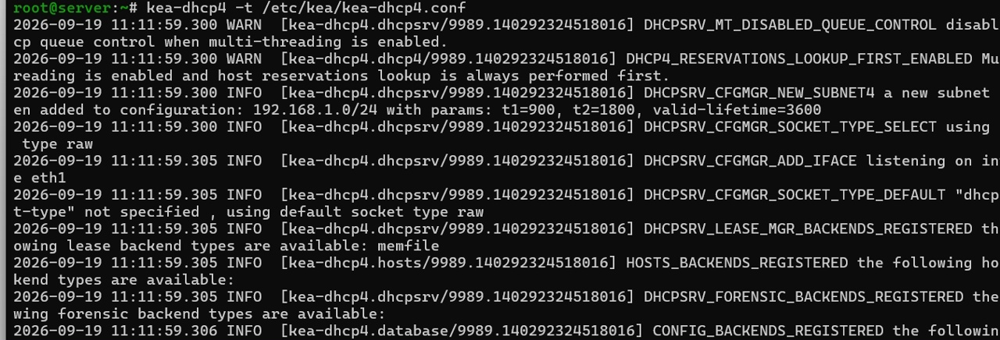 root@server:~# kea-dhcp4 -t /etc/kea/kea-dhcp4.conf
2026-09-19 11:11:59.300 WARN  [kea-dhcp4.dhcpsrv/9989.140292324518016] DHCPSRV_MT_DISABLED_QUEUE_CONTROL disabl
cp queue control when multi-threading is enabled.
2026-09-19 11:11:59.300 WARN  [kea-dhcp4.dhcp4/9989.140292324518016] DHCP4_RESERVATIONS_LOOKUP_FIRST_ENABLED Mu
reading is enabled and host reservations lookup is always performed first.
2026-09-19 11:11:59.300 INFO  [kea-dhcp4.dhcpsrv/9989.140292324518016] DHCPSRV_CFGMGR_NEW_SUBNET4 a new subnet
en added to configuration: 192.168.1.0/24 with params: t1=900, t2=1800, valid-lifetime=3600
2026-09-19 11:11:59.300 INFO  [kea-dhcp4.dhcpsrv/9989.140292324518016] DHCPSRV_CFGMGR_SOCKET_TYPE_SELECT using
 type raw
2026-09-19 11:11:59.305 INFO  [kea-dhcp4.dhcpsrv/9989.140292324518016] DHCPSRV_CFGMGR_ADD_IFACE listening on in
e eth1
2026-09-19 11:11:59.305 INFO  [kea-dhcp4.dhcpsrv/9989.140292324518016] DHCPSRV_CFGMGR_SOCKET_TYPE_DEFAULT "dhcp
t-type" not specified , using default socket type raw
2026-09-19 11:11:59.305 INFO  [kea-dhcp4.dhcpsrv/9989.140292324518016] DHCPSRV_LEASE_MGR_BACKENDS_REGISTERED th
owing lease backend types are available: memfile
2026-09-19 11:11:59.305 INFO  [kea-dhcp4.hosts/9989.140292324518016] HOSTS_BACKENDS_REGISTERED the following ho
kend types are available:
2026-09-19 11:11:59.305 INFO  [kea-dhcp4.dhcpsrv/9989.140292324518016] DHCPSRV_FORENSIC_BACKENDS_REGISTERED the
wing forensic backend types are available:
2026-09-19 11:11:59.306 INFO  [kea-dhcp4.database/9989.140292324518016] CONFIG_BACKENDS_REGISTERED the followin